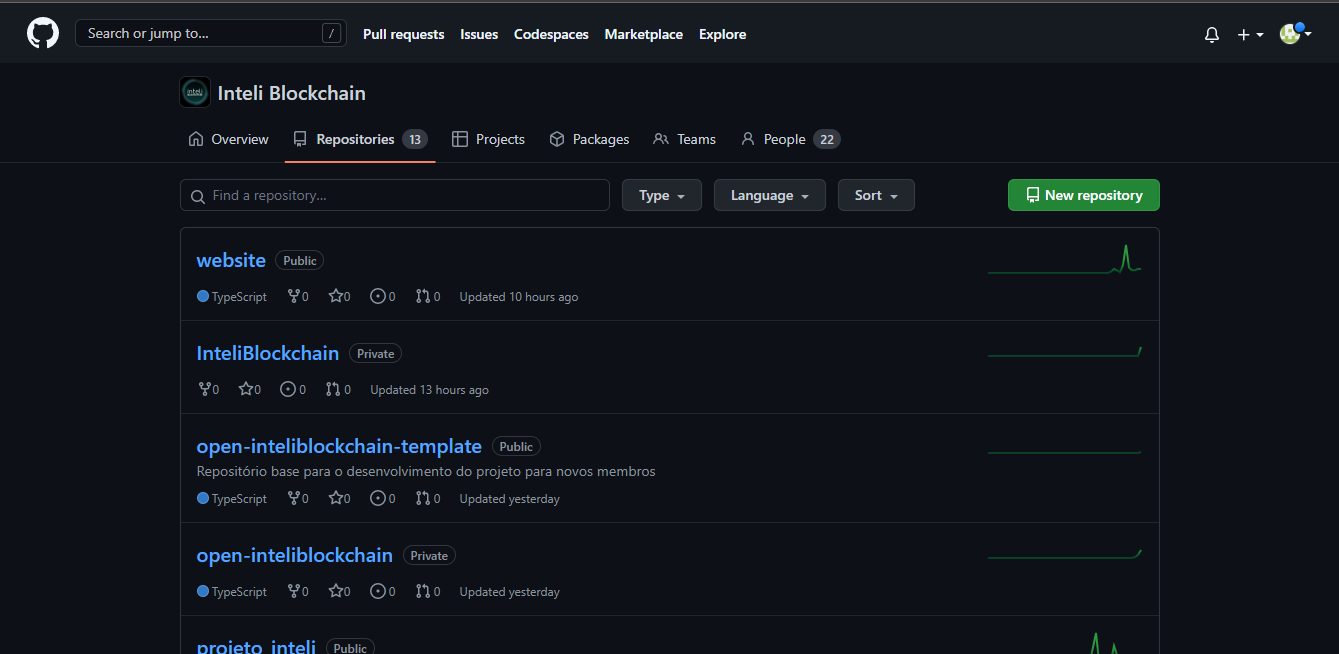 Search or jump to... / Pull requests Issues Codespaces Marketplace Explore
inteli Inteli Blockchain
Overview Repositories 13 Projects Packages Teams People 22
Find a repository... Type Language Sort New repository
website Public
TypeScript 0 0 0 0 Updated 10 hours ago
InteliBlockchain Private
0 0 0 0 Updated 13 hours ago
open-inteliblockchain-template Public
Repositório base para o desenvolvimento do projeto para novos membros
TypeScript 0 0 0 0 Updated yesterday
open-inteliblockchain Private
TypeScript 0 0 0 0 Updated yesterday
projeto_inteli Public